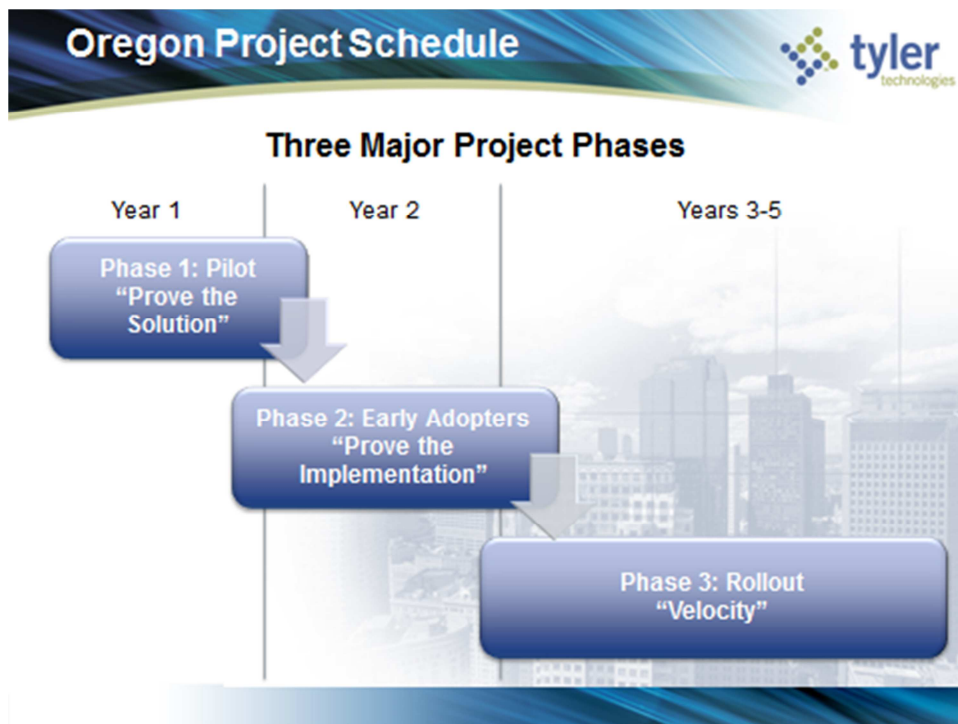 Oregon Project Schedule
tyler
technologies
Three Major Project Phases
Year 1
Year 2
Years 3-5
Phase 1: Pilot
“Prove the
Solution”
Phase 2: Early Adopters
“Prove the
Implementation”
Phase 3: Rollout
“Velocity”